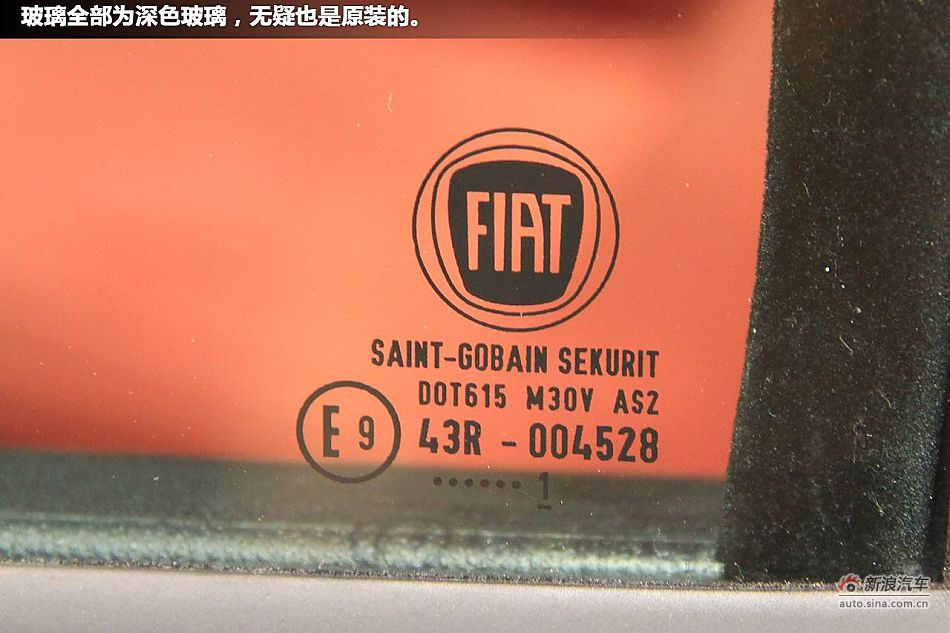 玻璃全部为深色玻璃，无疑也是原装的。
FIAT
SAINT-GOBAIN SEKURIT
DOT615 M30V AS2
E9 43R - 004528
...... 1
新浪汽车
auto.sina.com.cn